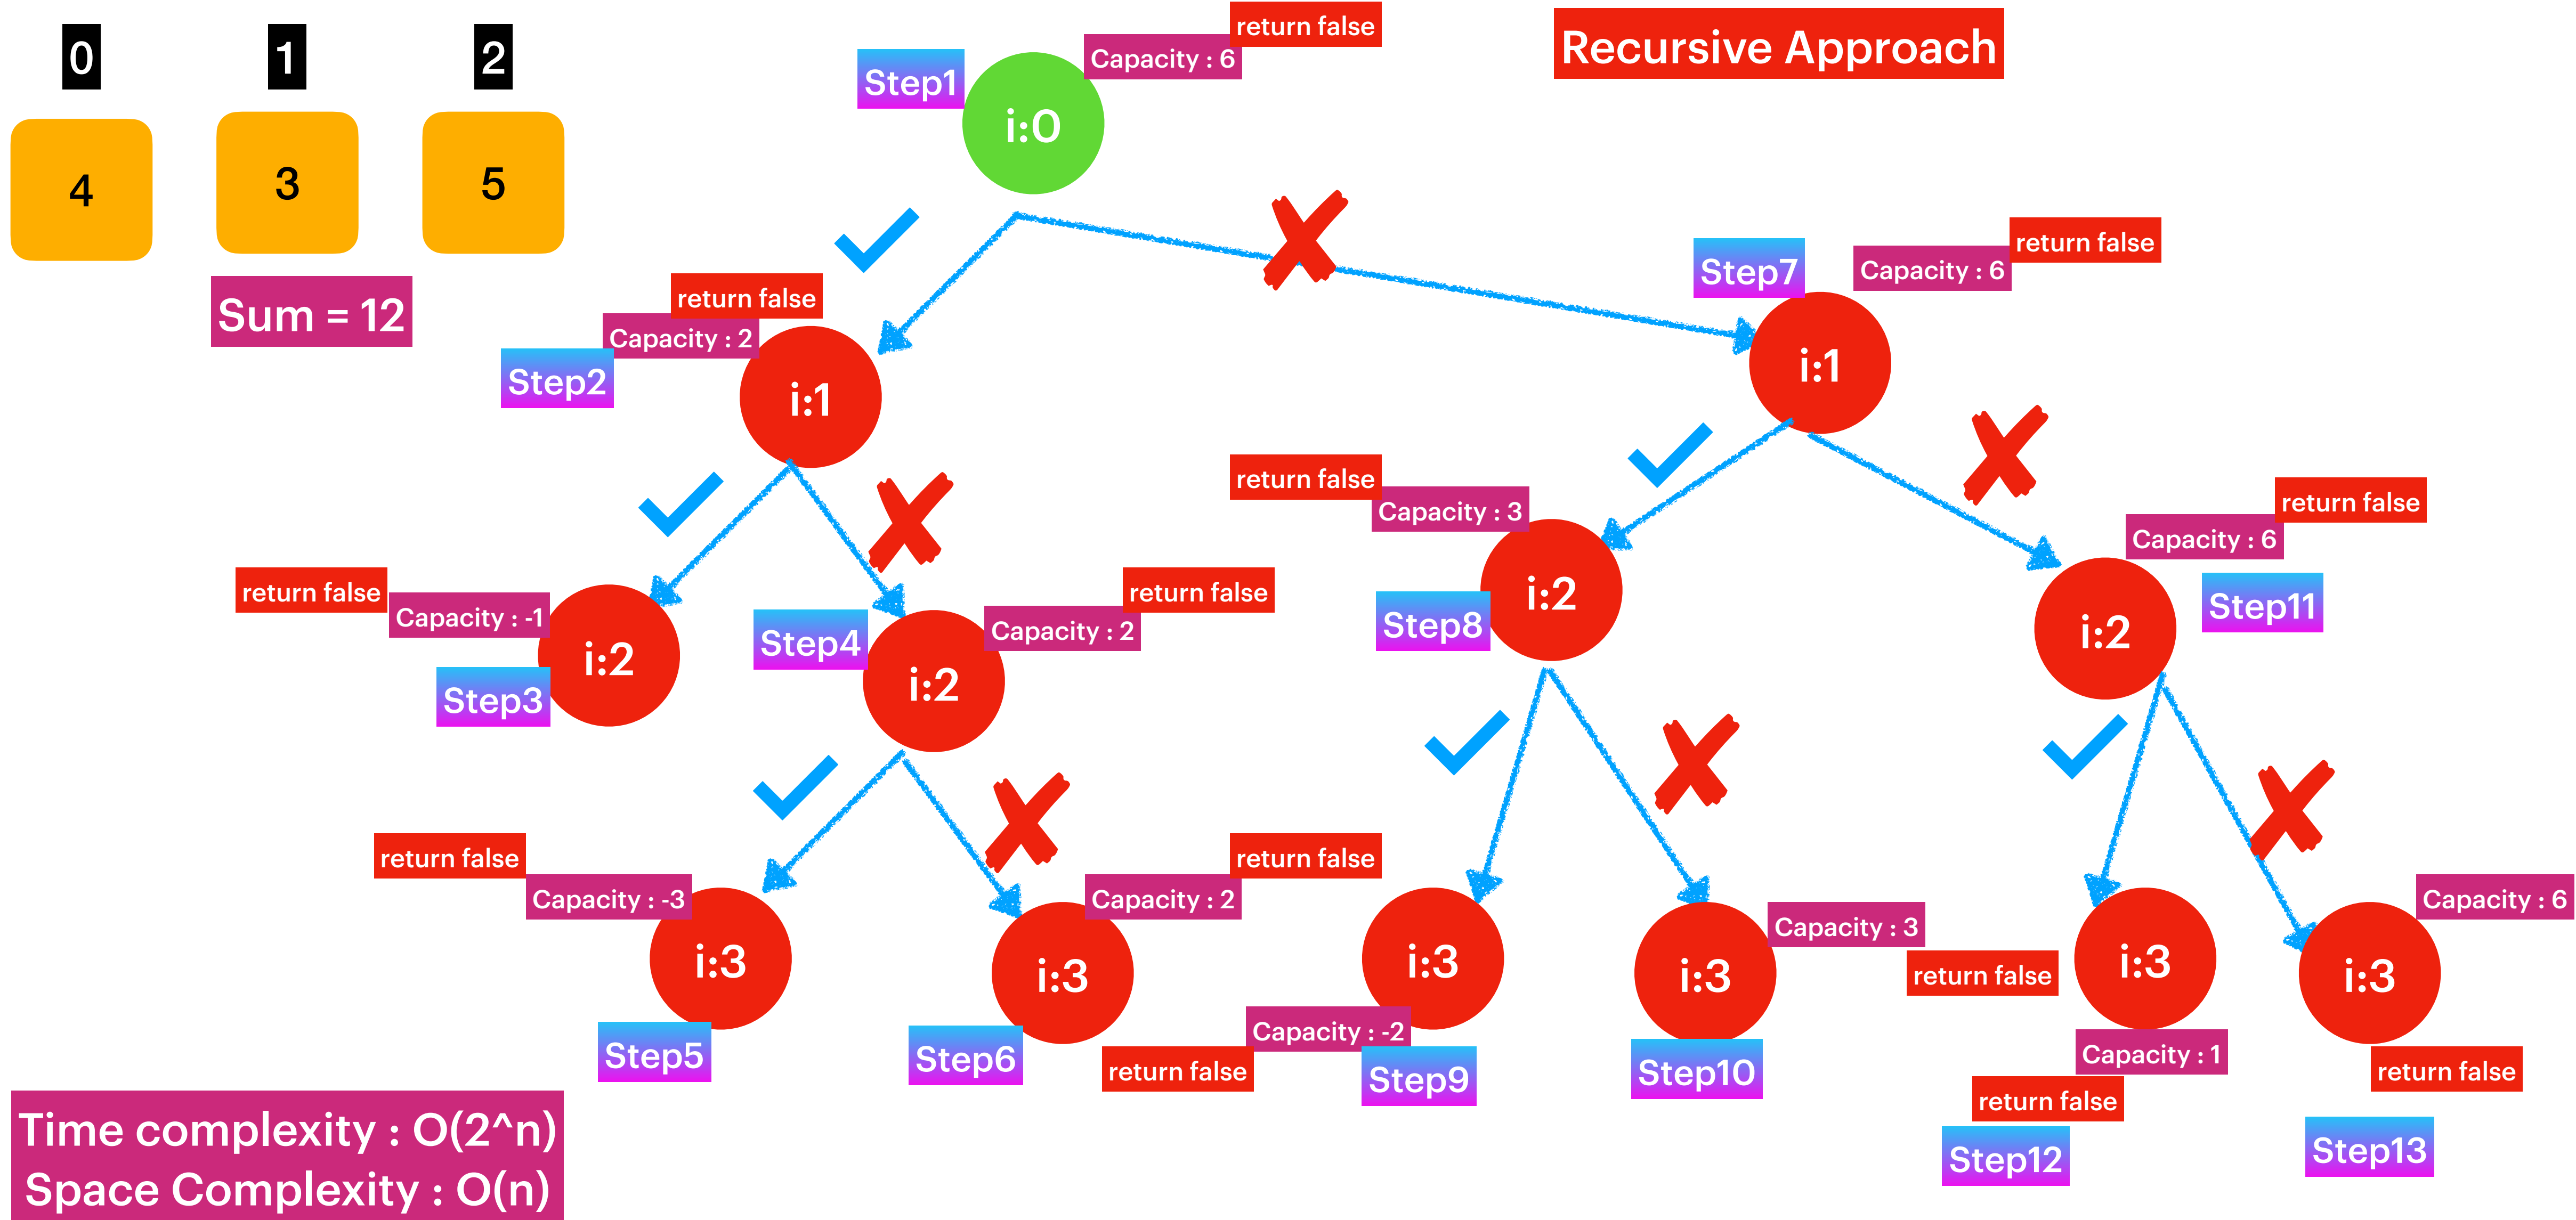 return false
0 1 2
Recursive Approach
Capacity : 6
Step1
i:0
4 3 5
return false
Step7
Capacity : 6
return false
Sum = 12
Capacity : 2
Step2
i:1
i:1
return false
Capacity : 3
return false
Capacity : 6
return false
Capacity : -1
return false
Capacity : 2
Step4
i:2
Step3
i:2
i:2
Step8
Step11
i:2
return false
Capacity : -3
return false
Capacity : 2
Capacity : 3
Capacity : 6
i:3
i:3
i:3
i:3
return false
i:3
i:3
Step5
Step6
Capacity : -2
return false
Step9
Step10
Capacity : 1
return false
Step12
return false
Step13
Time complexity : O(2^n)
Space Complexity : O(n)